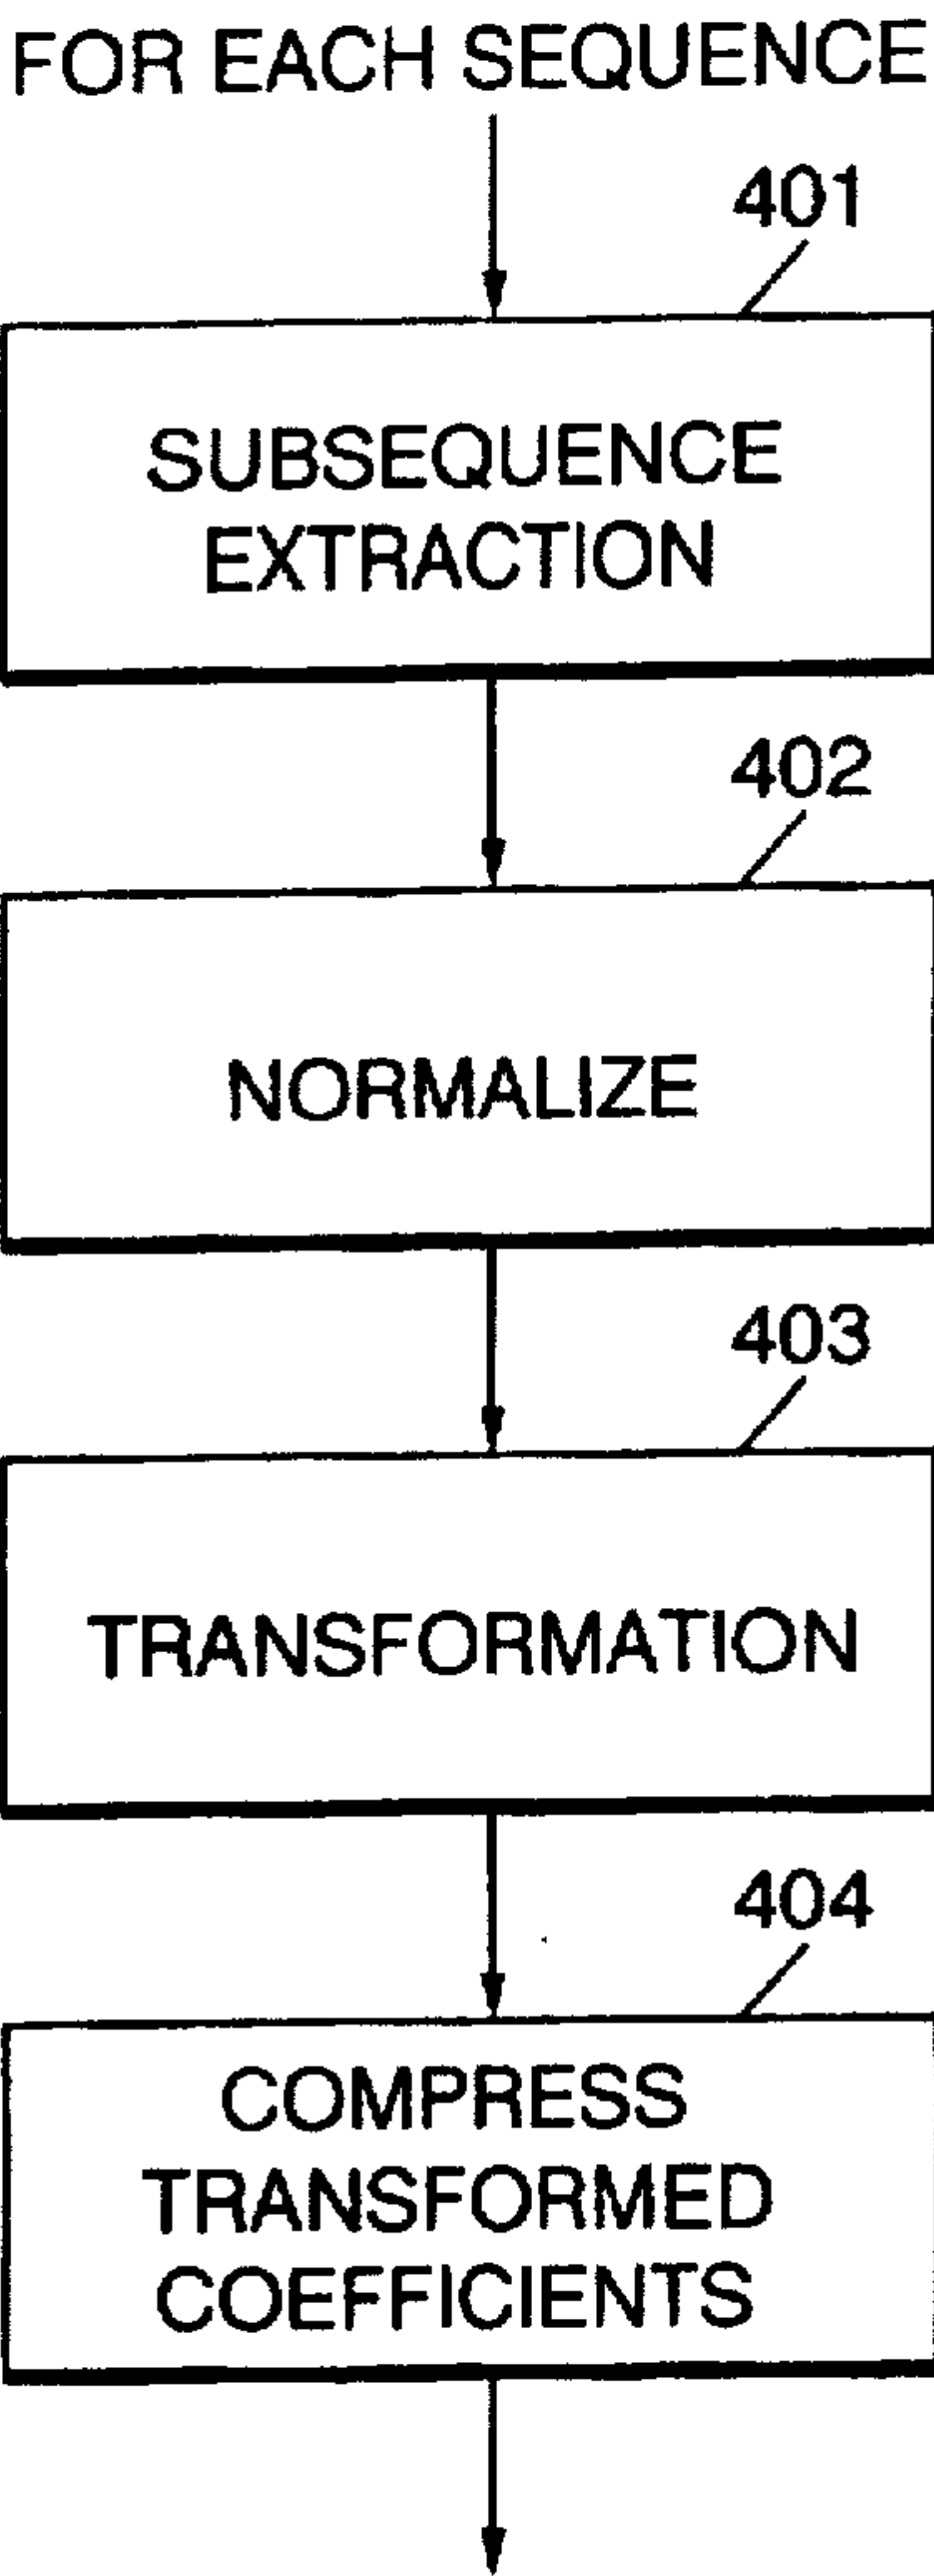 FOR EACH SEQUENCE
401
SUBSEQUENCE
EXTRACTION
402
NORMALIZE
403
TRANSFORMATION
404
COMPRESS
TRANSFORMED
COEFFICIENTS